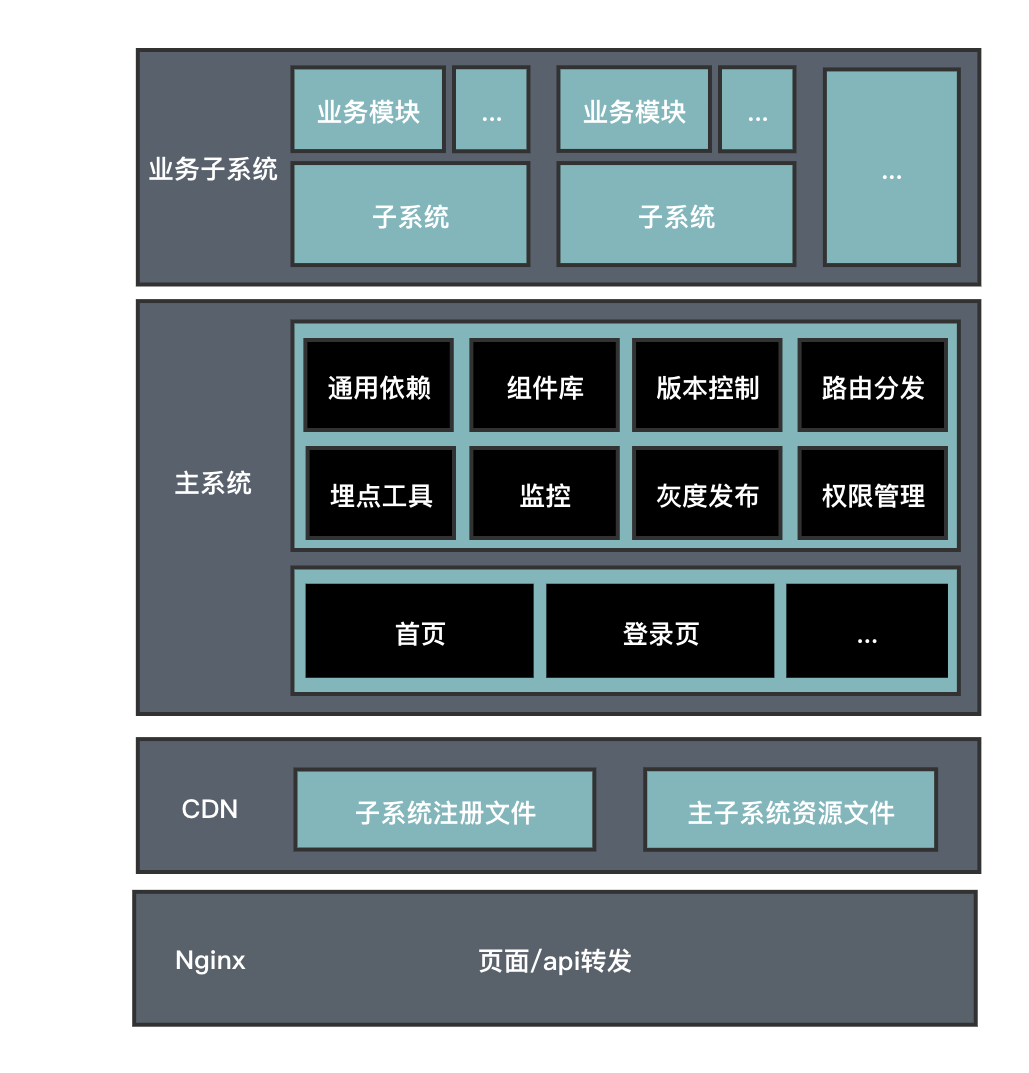 业务模块
...
业务模块
...
...
业务子系统
子系统
子系统
通用依赖
组件库
版本控制
路由分发
主系统
埋点工具
监控
灰度发布
权限管理
首页
登录页
...
CDN
子系统注册文件
主子系统资源文件
Nginx
页面/api转发